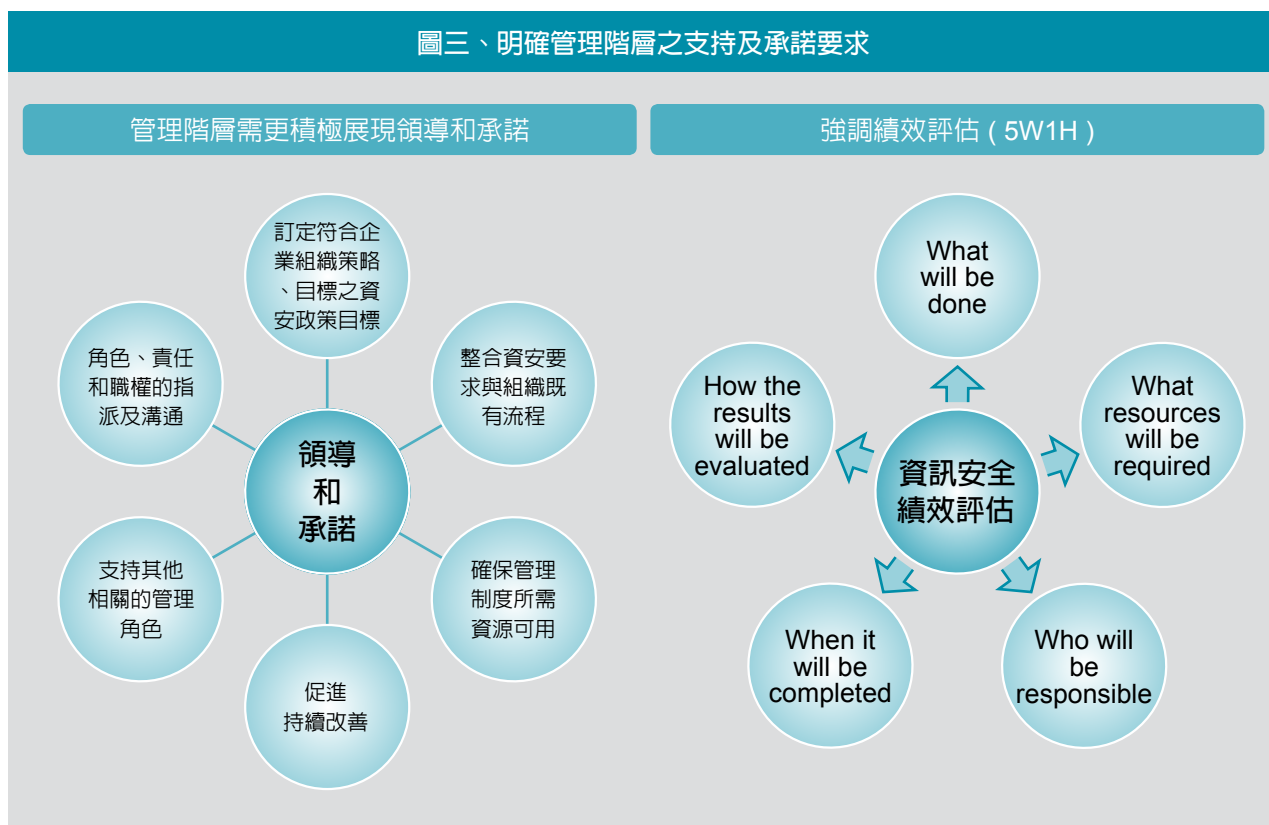 圖三、明確管理階層之支持及承諾要求
管理階層需更積極展現領導和承諾
訂定符合企
業組織策略
、目標之資
安政策目標
整合資安要
求與組織既
有流程
確保管理
制度所需
資源可用
促進
持續改善
支持其他
相關的管理
角色
角色、責任
和職權的指
派及溝通
領導
和
承諾
強調績效評估（5W1H）
What
will be
done
What
resources
will be
required
Who will
be
responsible
When it
will be
completed
How the
results
will be
evaluated
資訊安全
績效評估